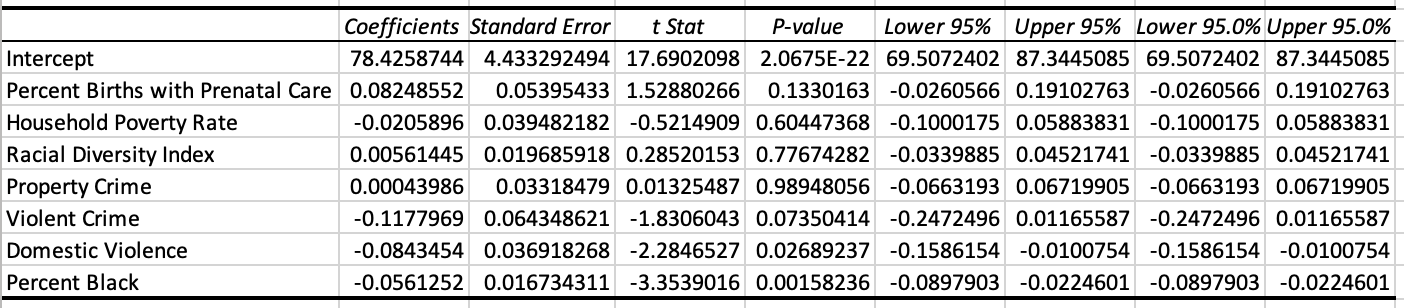 Coefficients Standard Error t Stat P-value Lower 95% Upper 95% Lower 95.0% Upper 95.0%
Intercept 78.4258744 4.433292494 17.6902098 2.0675E-22 69.5072402 87.3445085 69.5072402 87.3445085
Percent Births with Prenatal Care 0.08248552 0.05395433 1.52880266 0.1330163 -0.0260566 0.19102763 -0.0260566 0.19102763
Household Poverty Rate -0.0205896 0.039482182 -0.5214909 0.60447368 -0.1000175 0.05883831 -0.1000175 0.05883831
Racial Diversity Index 0.00561445 0.019685918 0.28520153 0.77674282 -0.0339885 0.04521741 -0.0339885 0.04521741
Property Crime 0.00043986 0.03318479 0.01325487 0.98948056 -0.0663193 0.06719905 -0.0663193 0.06719905
Violent Crime -0.1177969 0.064348621 -1.8306043 0.07350414 -0.2472496 0.01165587 -0.2472496 0.01165587
Domestic Violence -0.0843454 0.036918268 -2.2846527 0.02689237 -0.1586154 -0.0100754 -0.1586154 -0.0100754
Percent Black -0.0561252 0.016734311 -3.3539016 0.00158236 -0.0897903 -0.0224601 -0.0897903 -0.0224601